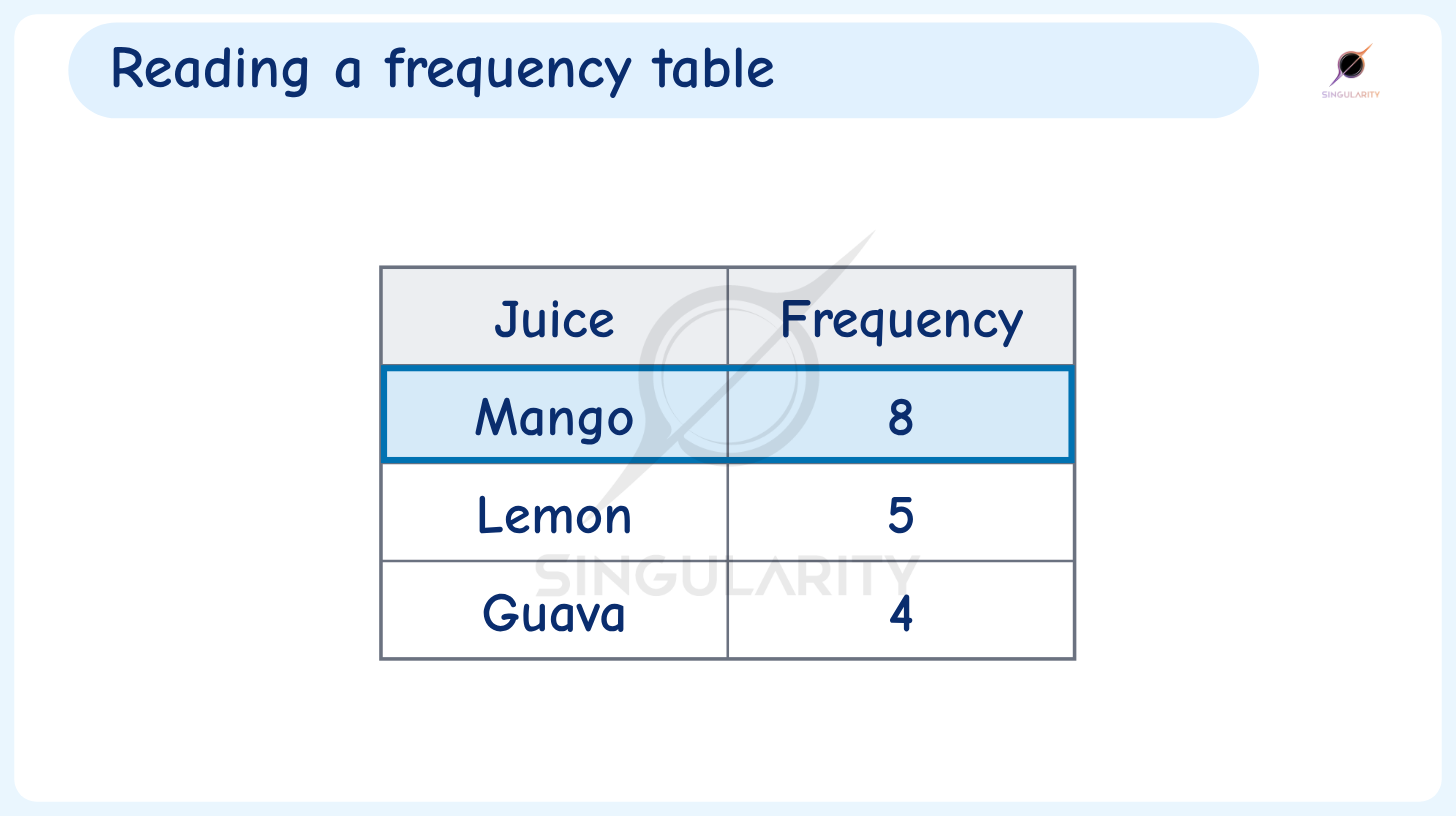 Reading a frequency table
SINGULARITY
Juice Frequency
Mango 8
Lemon 5
SINGULARITY
Guava 4